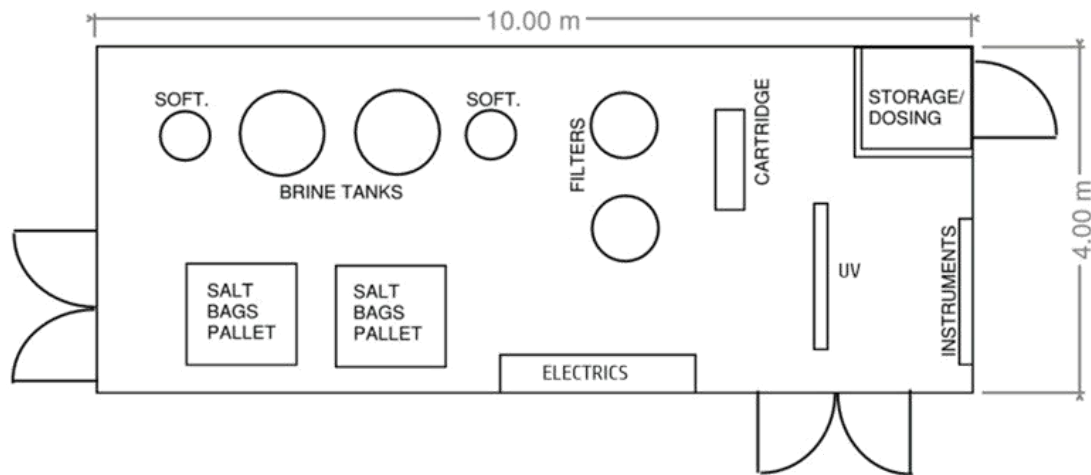 10.00 m
SOFT.
SOFT.
BRINE TANKS
FILTERS
CARTRIDGE
STORAGE/
DOSING
4.00 m
SALT
BAGS
PALLET
SALT
BAGS
PALLET
UV
INSTRUMENTS
ELECTRICS